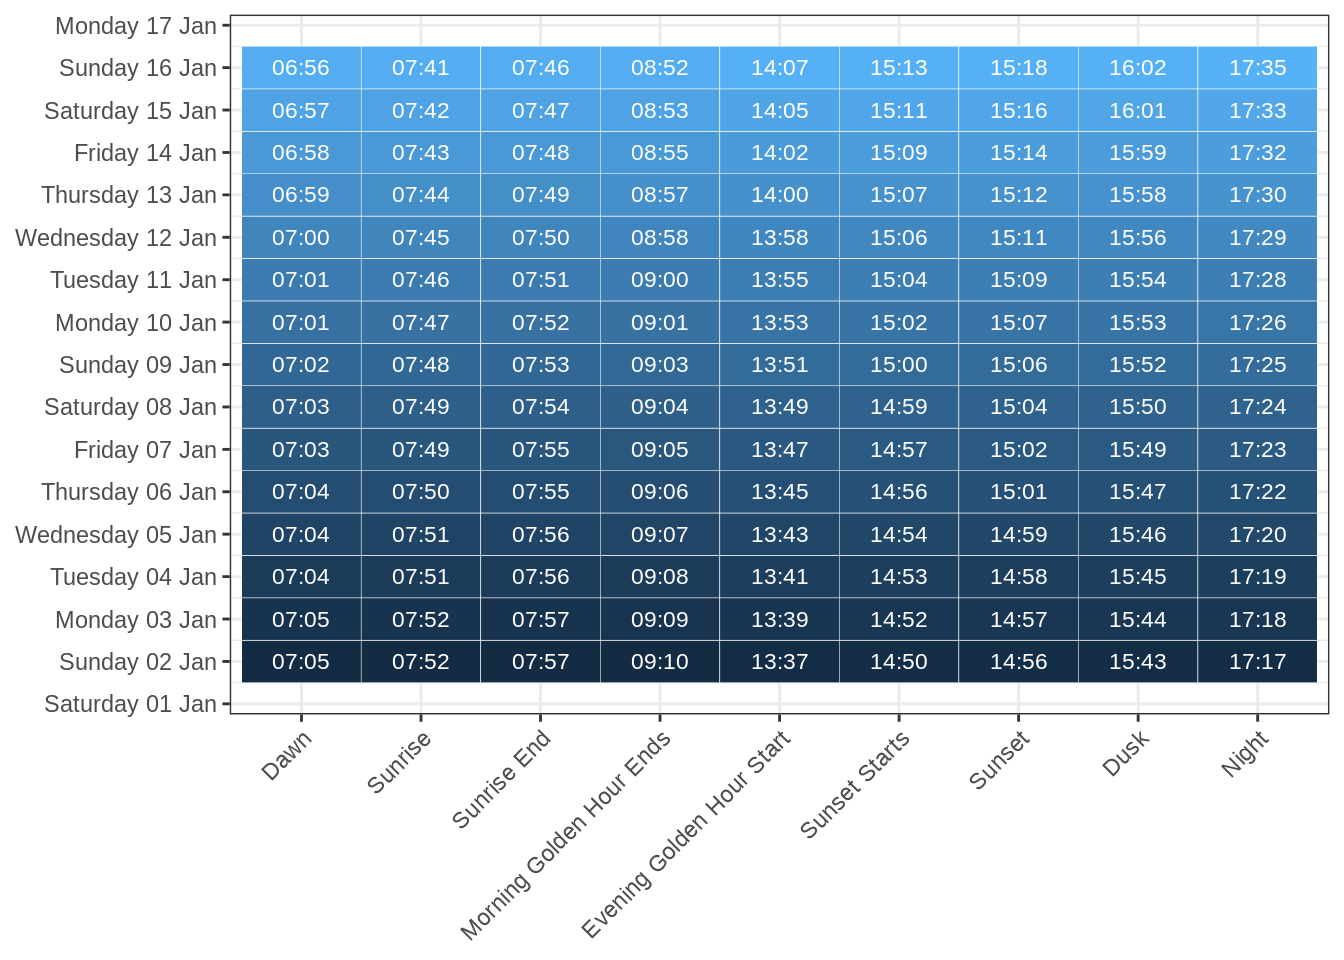 Monday 17 Jan
Sunday 16 Jan 06:56 07:41 07:46 08:52 14:07 15:13 15:18 16:02 17:35
Saturday 15 Jan 06:57 07:42 07:47 08:53 14:05 15:11 15:16 16:01 17:33
Friday 14 Jan 06:58 07:43 07:48 08:55 14:02 15:09 15:14 15:59 17:32
Thursday 13 Jan 06:59 07:44 07:49 08:57 14:00 15:07 15:12 15:58 17:30
Wednesday 12 Jan 07:00 07:45 07:50 08:58 13:58 15:06 15:11 15:56 17:29
Tuesday 11 Jan 07:01 07:46 07:51 09:00 13:55 15:04 15:09 15:54 17:28
Monday 10 Jan 07:01 07:47 07:52 09:01 13:53 15:02 15:07 15:53 17:26
Sunday 09 Jan 07:02 07:48 07:53 09:03 13:51 15:00 15:06 15:52 17:25
Saturday 08 Jan 07:03 07:49 07:54 09:04 13:49 14:59 15:04 15:50 17:24
Friday 07 Jan 07:03 07:49 07:55 09:05 13:47 14:57 15:02 15:49 17:23
Thursday 06 Jan 07:04 07:50 07:55 09:06 13:45 14:56 15:01 15:47 17:22
Wednesday 05 Jan 07:04 07:51 07:56 09:07 13:43 14:54 14:59 15:46 17:20
Tuesday 04 Jan 07:04 07:51 07:56 09:08 13:41 14:53 14:58 15:45 17:19
Monday 03 Jan 07:05 07:52 07:57 09:09 13:39 14:52 14:57 15:44 17:18
Sunday 02 Jan 07:05 07:52 07:57 09:10 13:37 14:50 14:56 15:43 17:17
Saturday 01 Jan
Dawn
Sunrise
Sunrise End
Morning Golden Hour Ends
Evening Golden Hour Start
Sunset Starts
Sunset
Dusk
Night